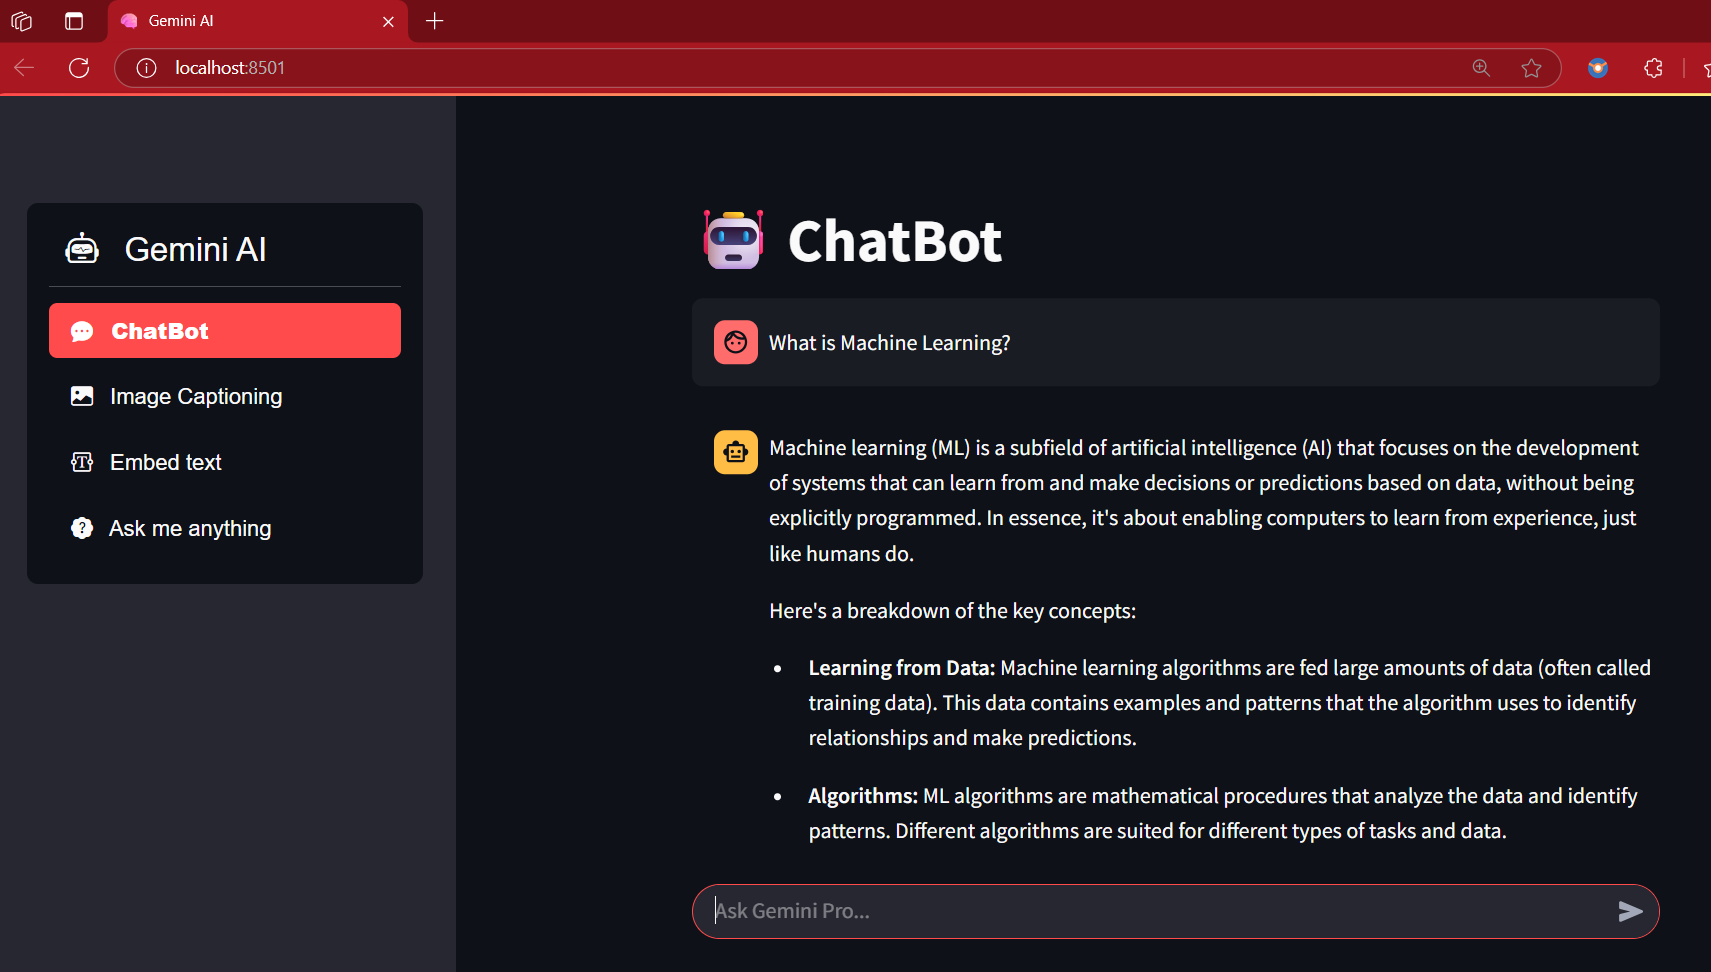 Gemini AI
localhost:8501
Gemini AI
ChatBot
Image Captioning
Embed text
Ask me anything
ChatBot
What is Machine Learning?
Machine learning (ML) is a subfield of artificial intelligence (AI) that focuses on the development
of systems that can learn from and make decisions or predictions based on data, without being
explicitly programmed. In essence, it's about enabling computers to learn from experience, just
like humans do.
Here's a breakdown of the key concepts:
• Learning from Data: Machine learning algorithms are fed large amounts of data (often called
training data). This data contains examples and patterns that the algorithm uses to identify
relationships and make predictions.
• Algorithms: ML algorithms are mathematical procedures that analyze the data and identify
patterns. Different algorithms are suited for different types of tasks and data.
Ask Gemini Pro...